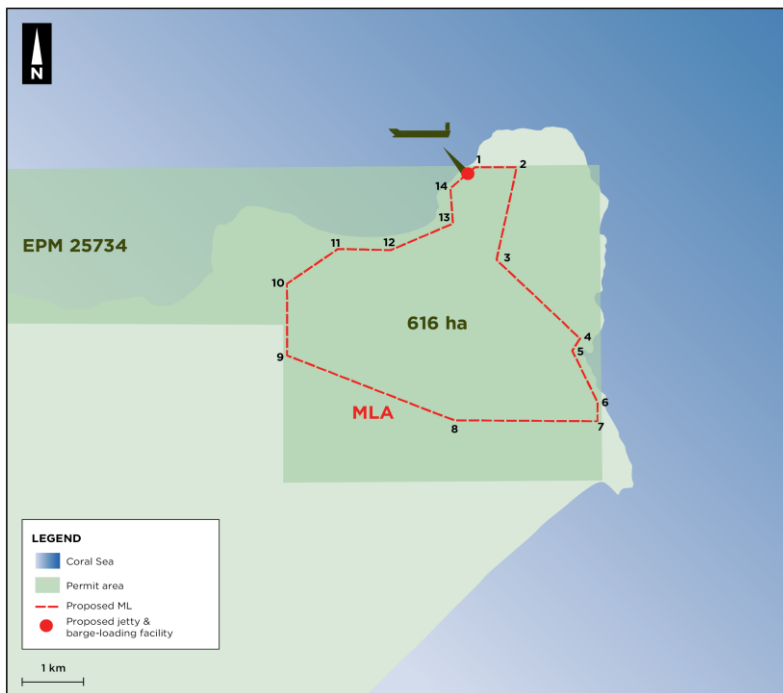 N
1
2
14
13
EPM 25734
11
12
3
10
616 ha
4
5
9
MLA
6
8
7
LEGEND
Coral Sea
Permit area
Proposed ML
Proposed jetty &
barge-loading facility
1 km